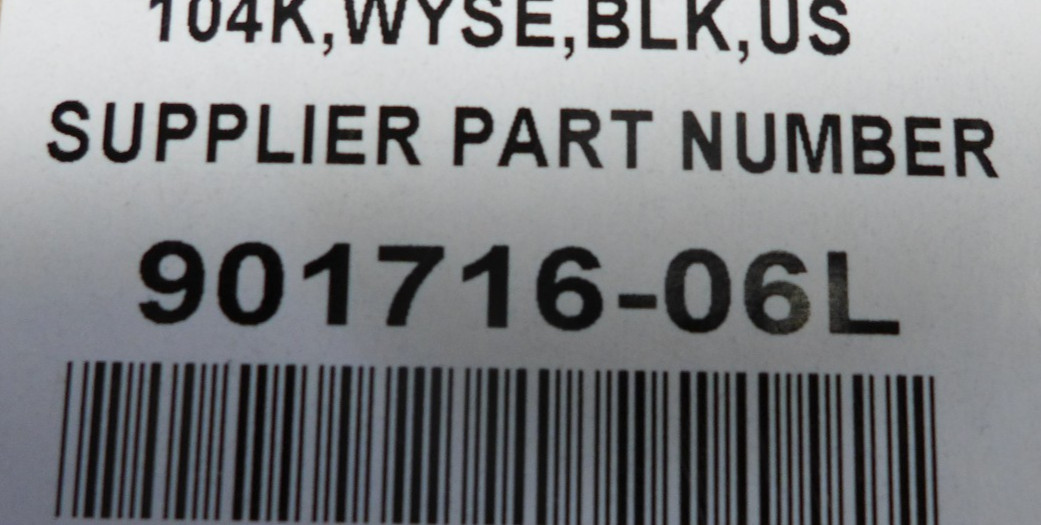 104K,WYSE,BLK,US
SUPPLIER PART NUMBER
901716-06L